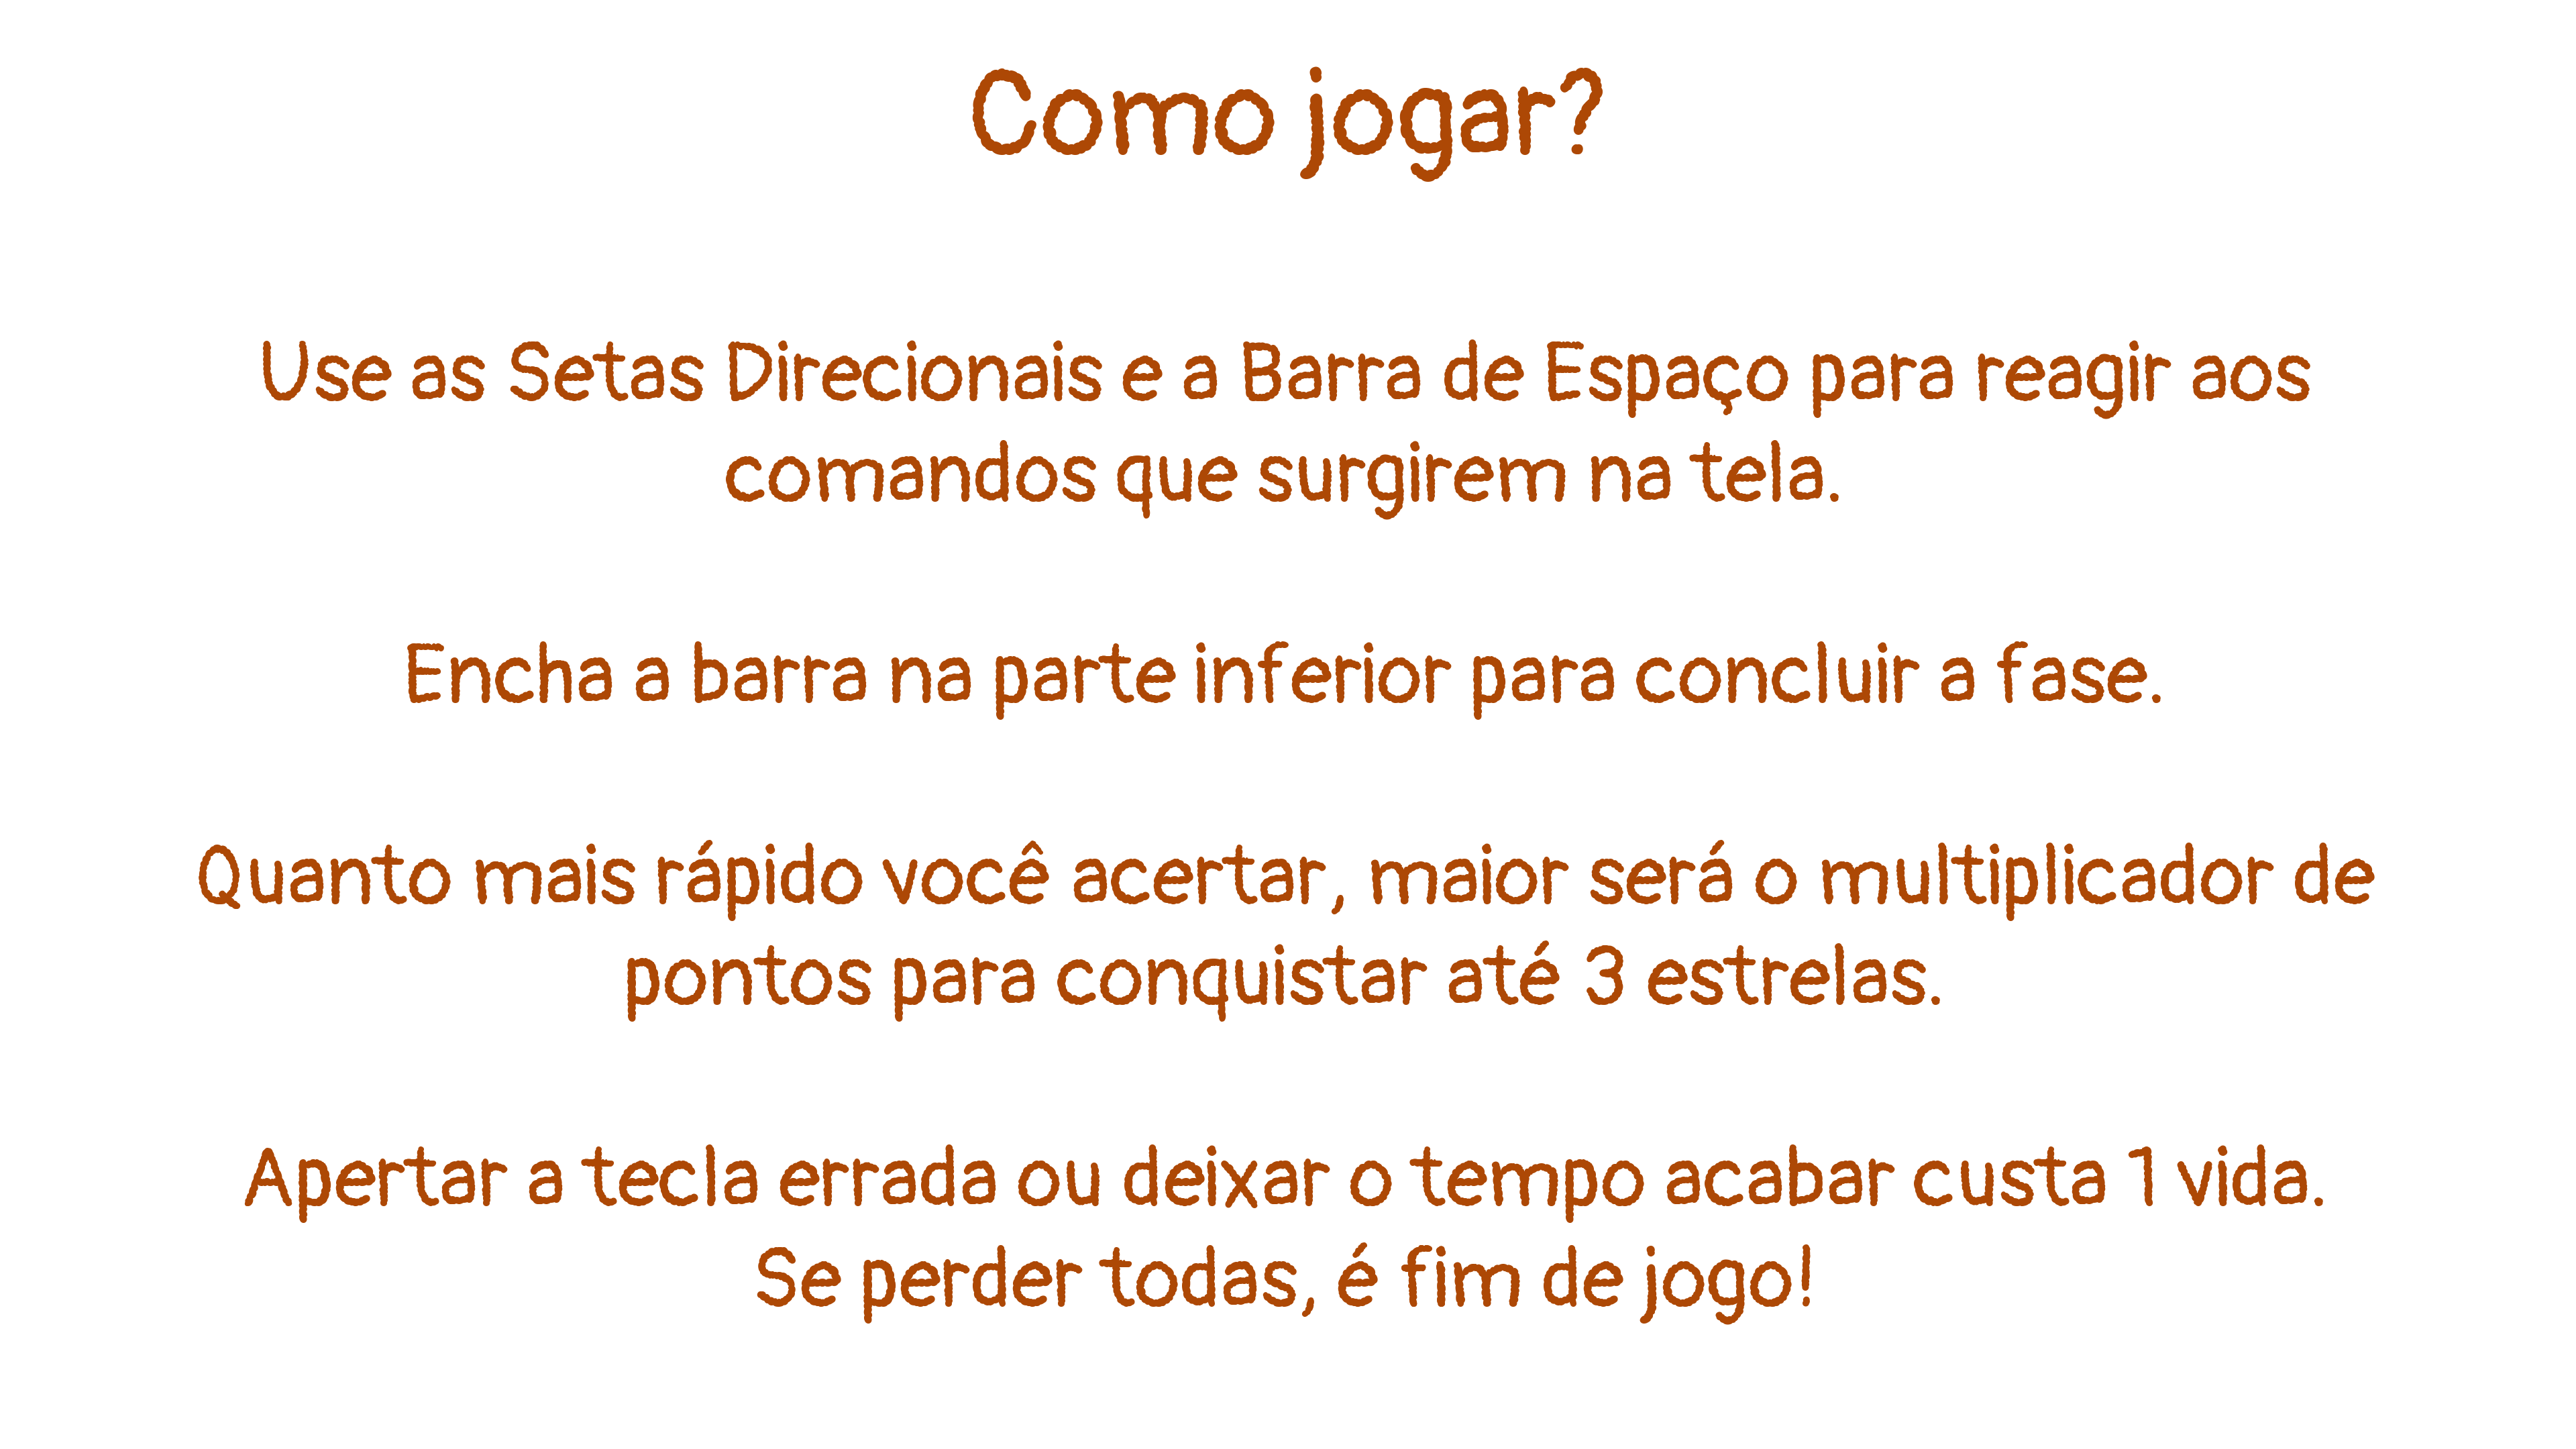 Como jogar?
Use as Setas Direcionais e a Barra de Espaço para reagir aos
comandos que surgirem na tela.
Encha a barra na parte inferior para concluir a fase.
Quanto mais rápido você acertar, maior será o multiplicador de
pontos para conquistar até 3 estrelas.
Apertar a tecla errada ou deixar o tempo acabar custa 1 vida.
Se perder todas, é fim de jogo!